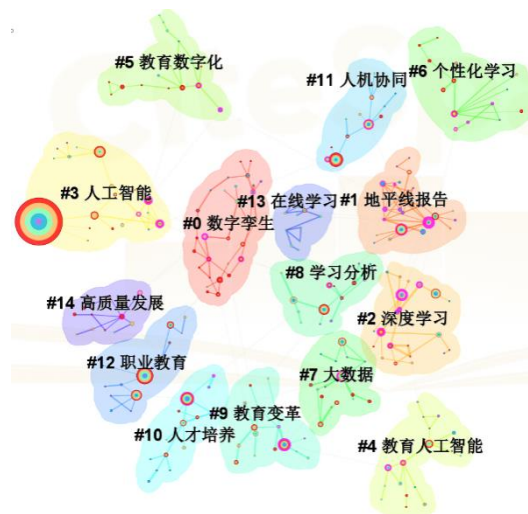 #5 教育数字化
#11 人机协同
#6 个性化学习
#3 人工智能
#13 在线学习
#1 地平线报告
#0 数字孪生
#8 学习分析
#14 高质量发展
#2 深度学习
#12 职业教育
#7 大数据
#9 教育变革
#10 人才培养
#4 教育人工智能